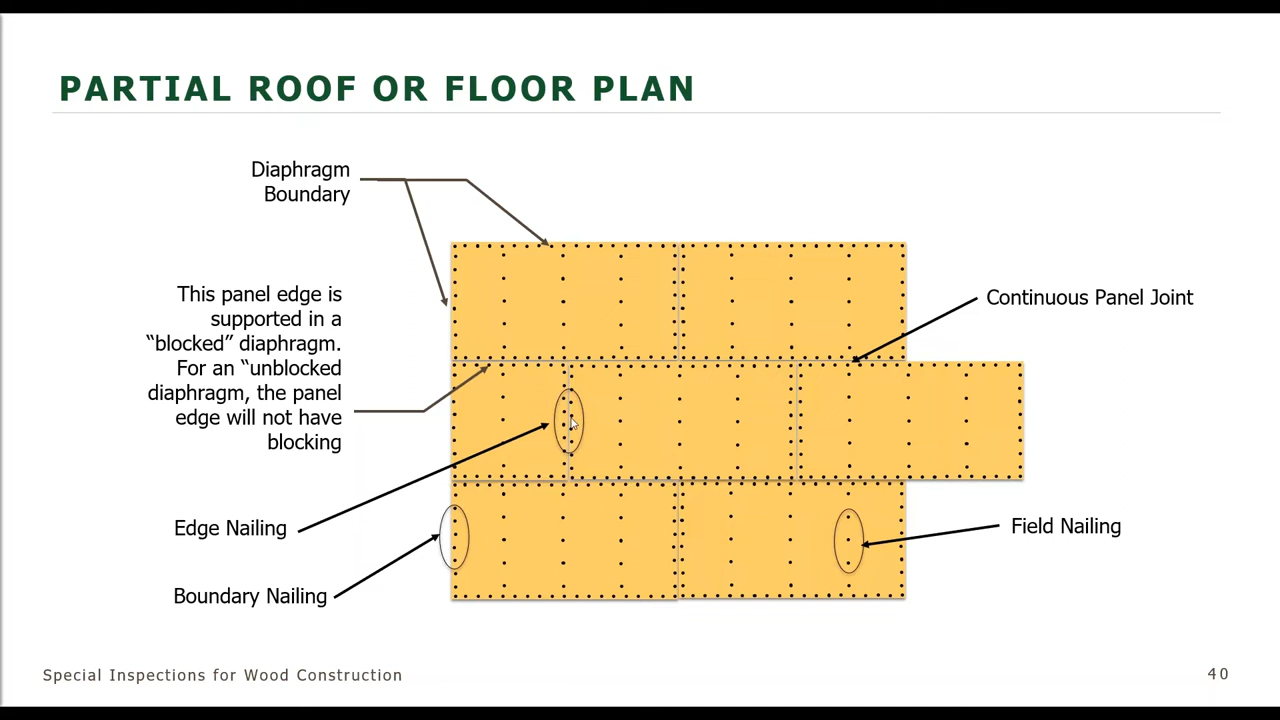 PARTIAL ROOF OR FLOOR PLAN
Diaphragm
Boundary
This panel edge is
supported in a
“blocked” diaphragm.
For an “unblocked
diaphragm, the panel
edge will not have
blocking
Continuous Panel Joint
Edge Nailing
Field Nailing
Boundary Nailing
Special Inspections for Wood Construction
40